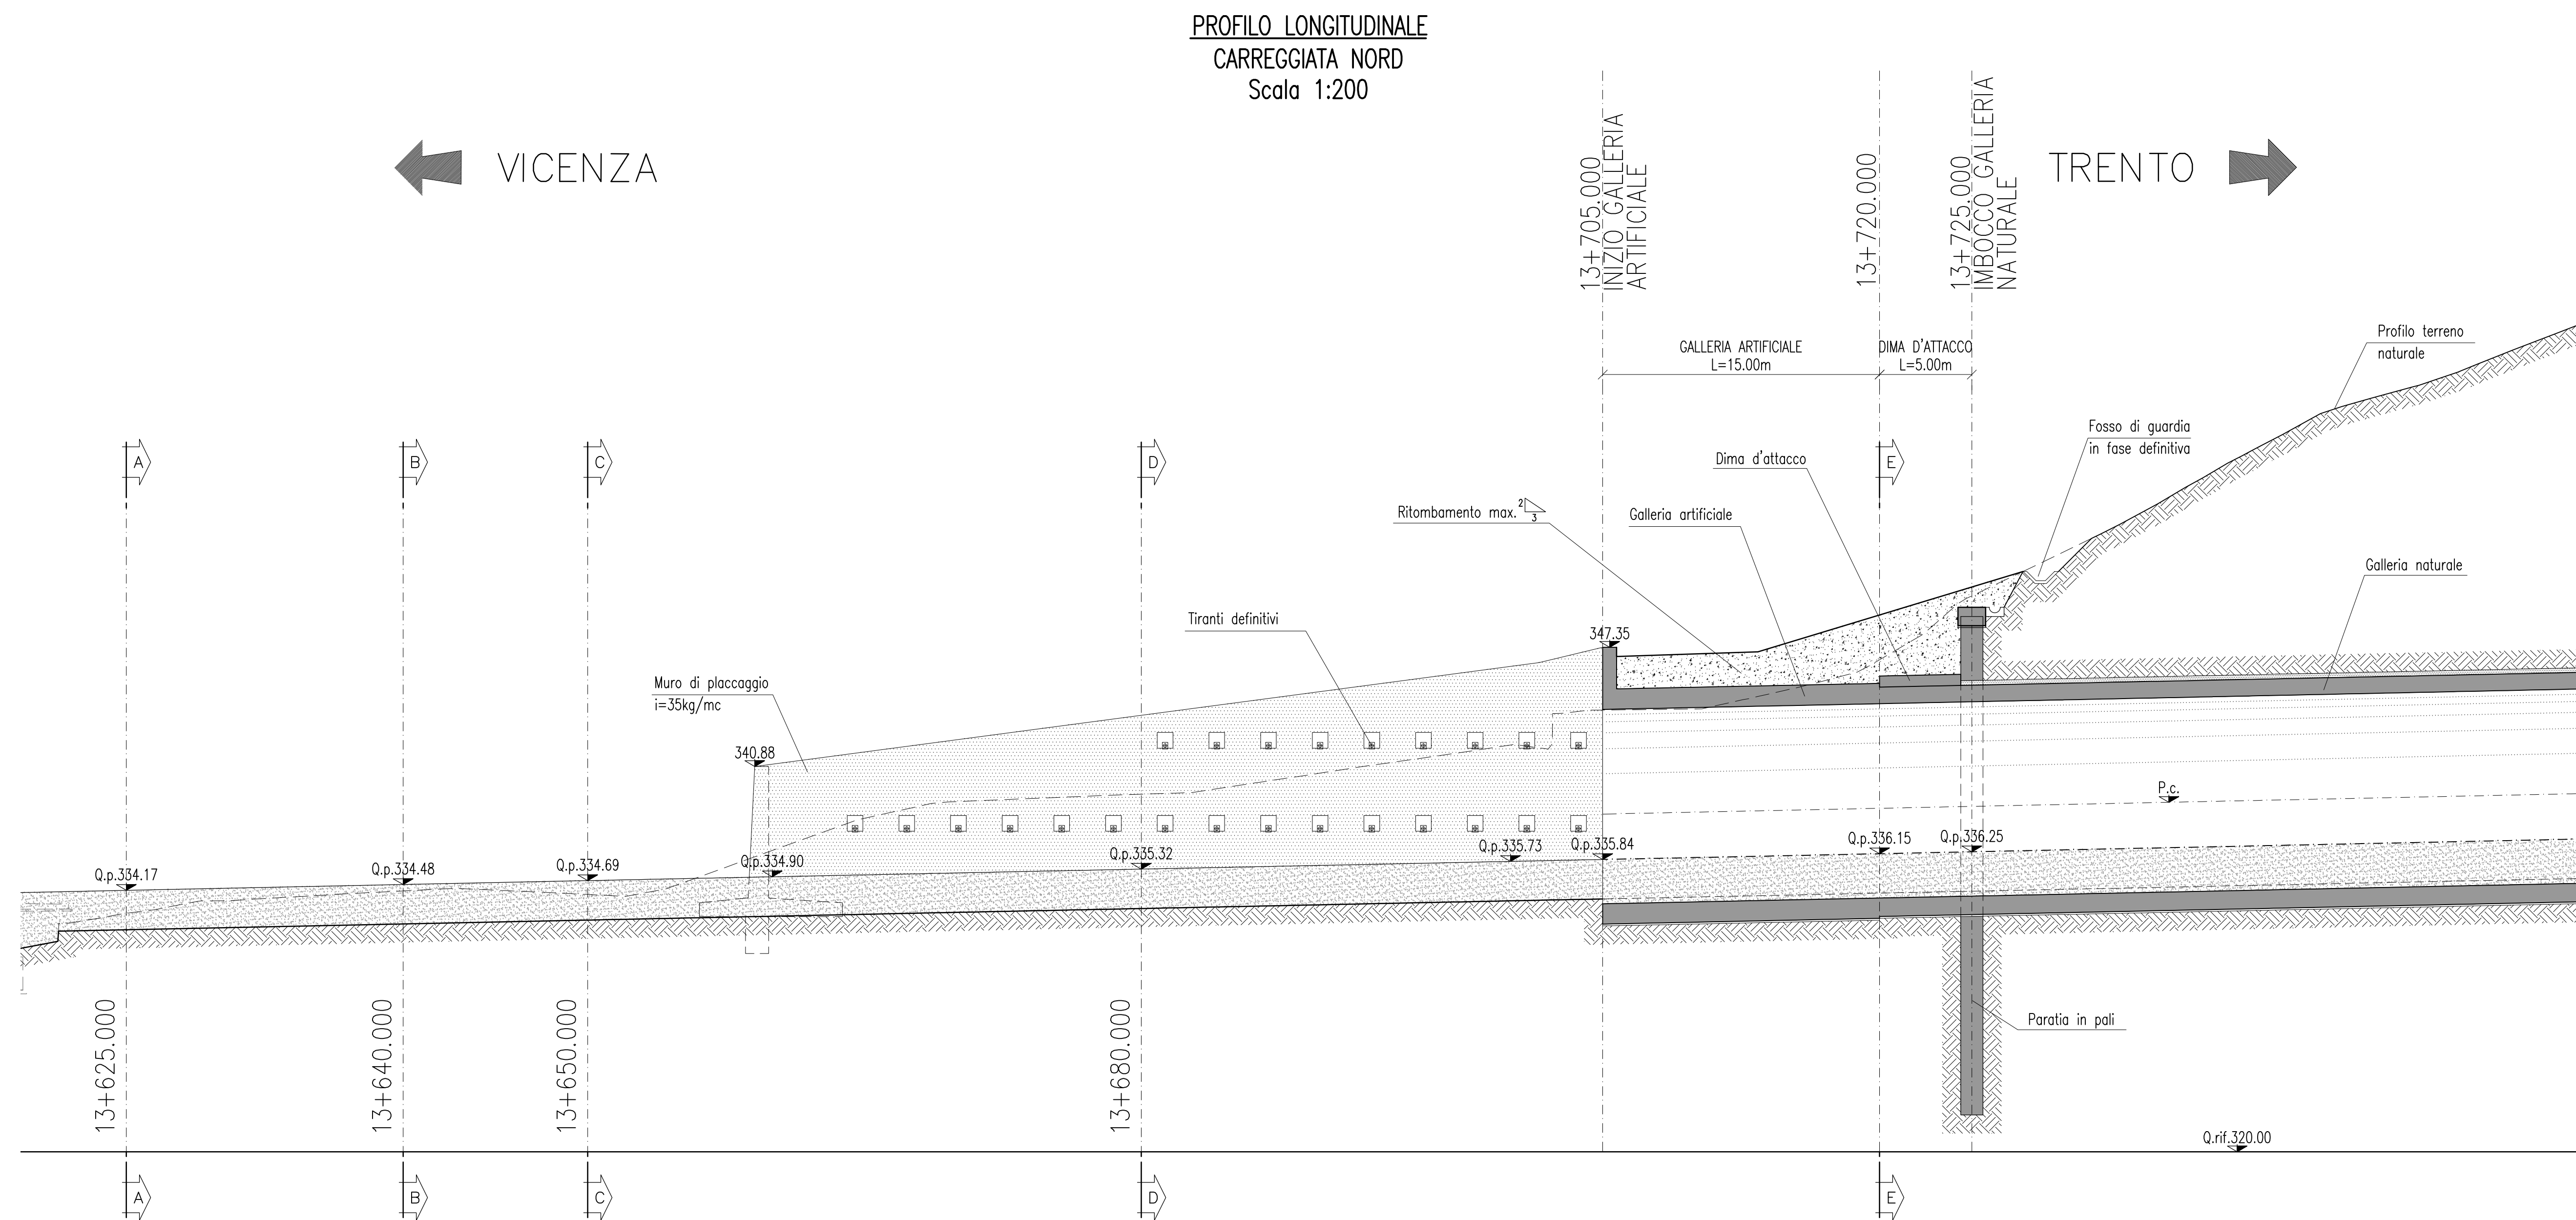 PROFILO LONGITUDINALE
CARREGGIATA NORD
Scala 1:200
VICENZA
TRENTO
13+705.000
INIZIO GALLERIA
ARTIFICIALE
13+720.000
13+725.000
IMBOCCO GALLERIA
NATURALE
GALLERIA ARTIFICIALE
L=15.00m
DIMA D'ATTACCO
L=5.00m
Profilo terreno
naturale
Fosso di guardia
in fase definitiva
A
B
C
D
E
Dima d'attacco
Ritombamento max. 2
3
Galleria artificiale
Galleria naturale
Tiranti definitivi
347.35
Muro di placcaggio
i=35kg/mc
340.88
P.c.
Q.p.334.17
Q.p.334.48
Q.p.334.69
Q.p.334.90
Q.p.335.32
Q.p.335.73
Q.p.335.84
Q.p.336.15
Q.p.336.25
13+625.000
13+640.000
13+650.000
13+680.000
Paratia in pali
Q.rif.320.00
A
B
C
D
E